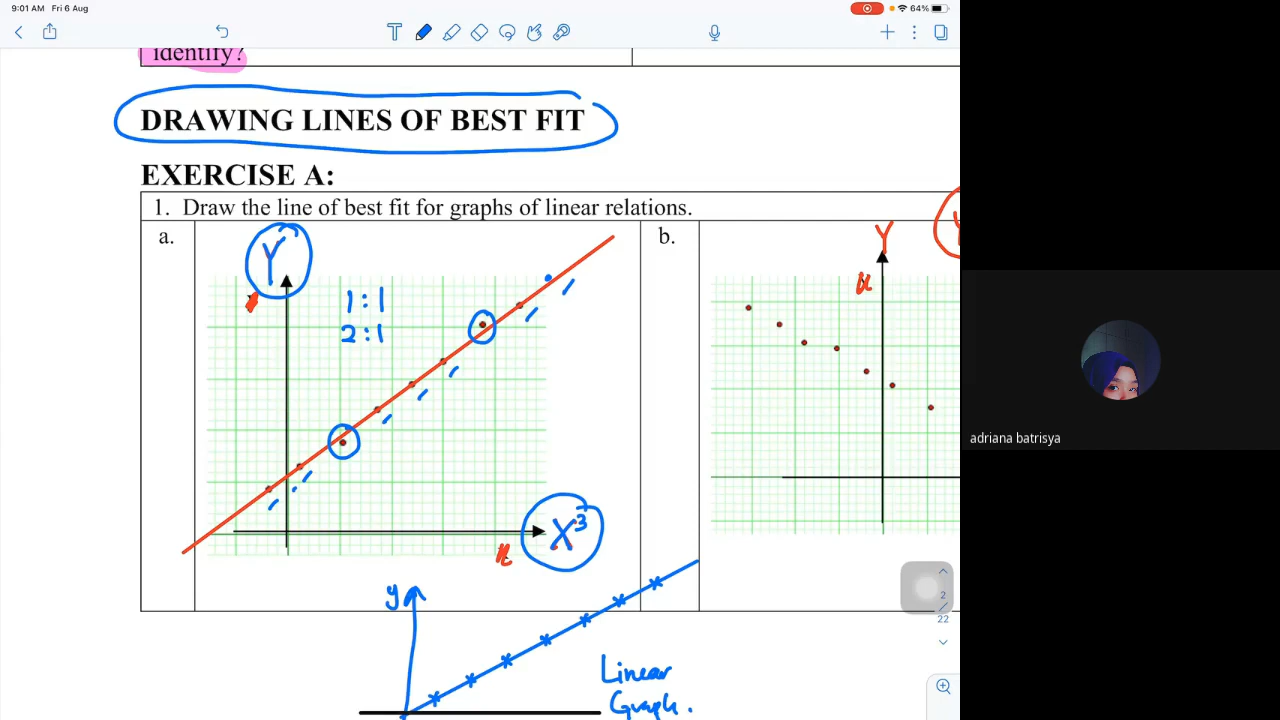 9:01 AM Fri 6 Aug
64%
identify?
DRAWING LINES OF BEST FIT
EXERCISE A:
1. Draw the line of best fit for graphs of linear relations.
a.
Y
1 : 1
2 : 1
X³
x
b.
Y
x
2
22
adriana batrisya
y
Linear
Graph.